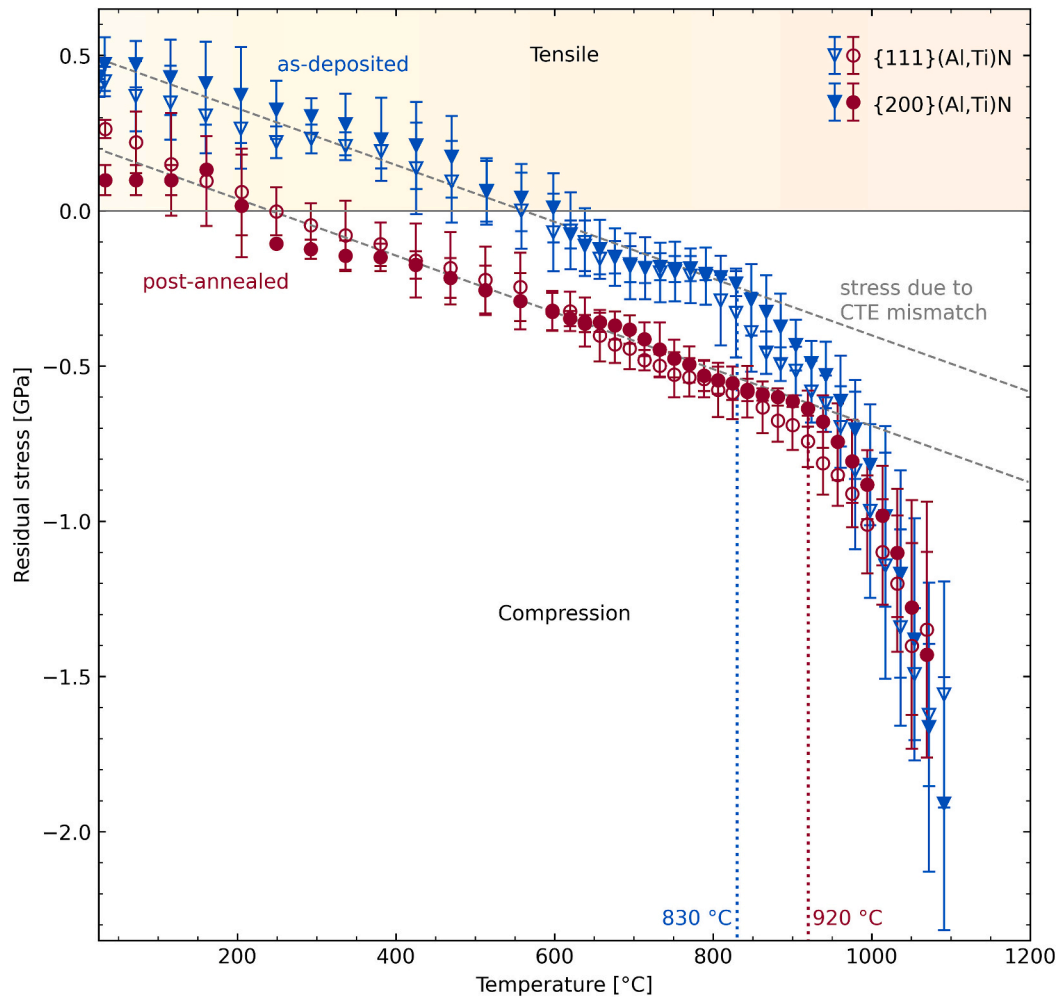 Tensile
as-deposited
{111}(Al,Ti)N
{200}(Al,Ti)N
post-annealed
stress due to
CTE mismatch
Compression
830 °C
920 °C
0.5
0.0
−0.5
−1.0
−1.5
−2.0
Residual stress [GPa]
200
400
600
800
1000
1200
Temperature [°C]